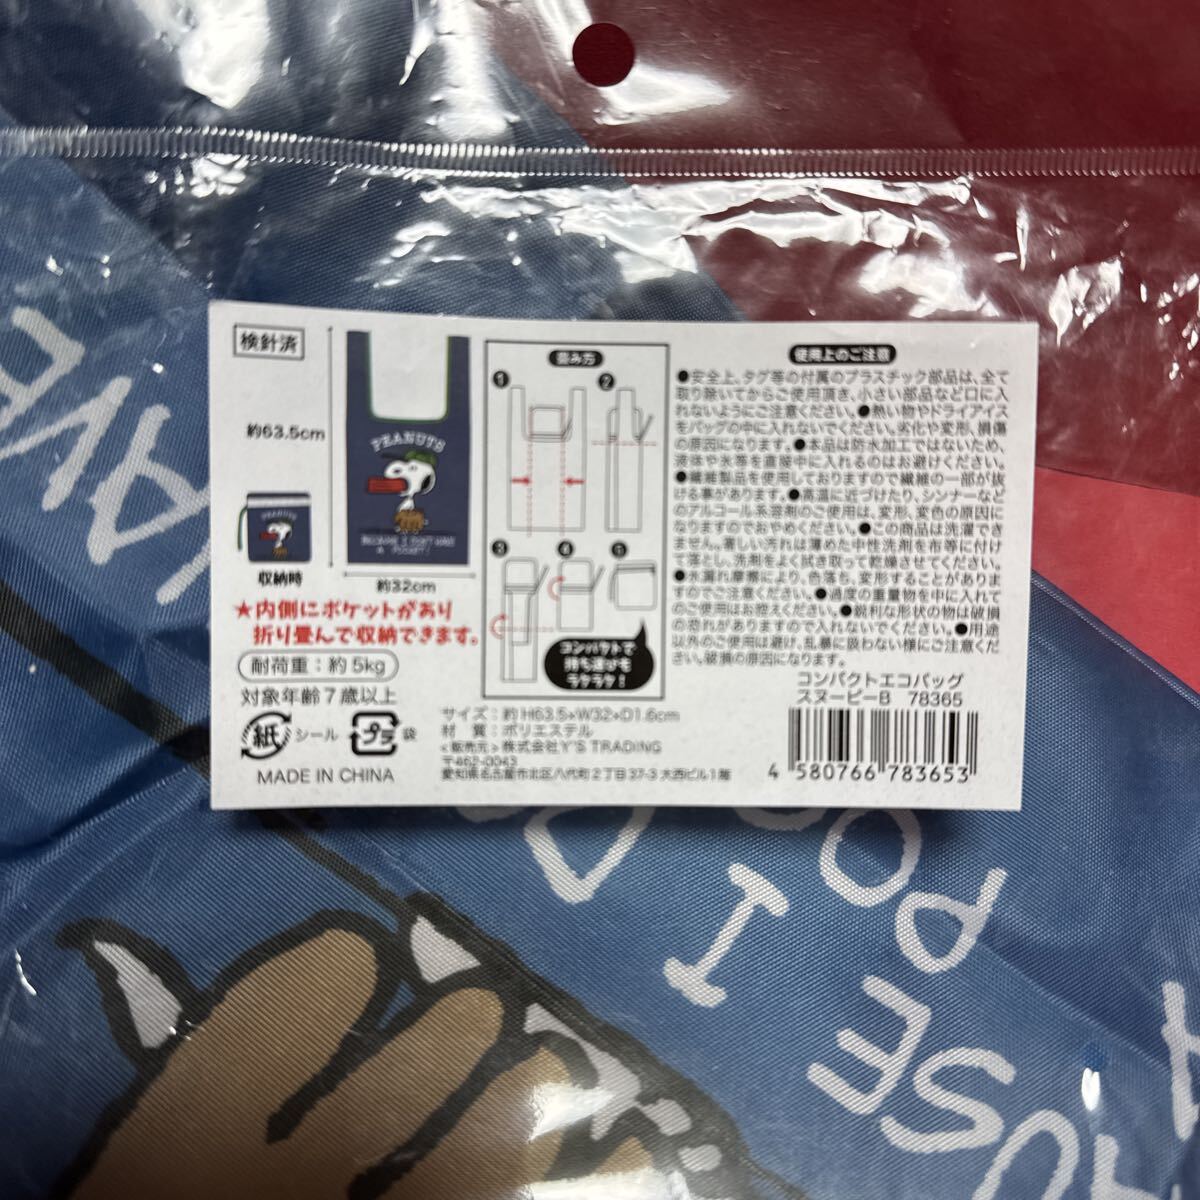 検針済
約63.5cm
PEANUTS
BECAUSE I DON'T HAVE
A POCKET!
収納時
約32cm
★内側にポケットがあり
折り畳んで収納できます。
耐荷重：約5kg
対象年齢7歳以上
紙 シール プラ 袋
MADE IN CHINA
畳み方
1 2
3 4 5
コンパクトで
持ち運びも
ラクラク！
サイズ：約H63.5×W32×D1.6cm
材　質：ポリエステル
<販売元>株式会社Y'S TRADING
〒462-0043
愛知県名古屋市北区八代町2丁目37-3 大西ビル1階
使用上のご注意
●安全上、タグ等の付属のプラスチック部品は、全て
取り除いてからご使用頂き、小さい部品など口に入
れないようにご注意ください。●熱い物やドライアイス
をバッグの中に入れないでください。劣化や変形、損傷
の原因になります。●本品は防水加工ではないため、
液体や氷等を直接中に入れるのはお避けください。
●繊維製品を使用しておりますので繊維の一部が抜
ける事があります。●高温に近づけたり、シンナーなど
のアルコール系溶剤のご使用は、変形、変色の原因に
なりますのでおやめください。●この商品は洗濯でき
ません。著しい汚れは薄めた中性洗剤を布等に付け
て落とし、洗剤をよく拭き取って乾燥させてください。
●水濡れ摩擦により、色落ち、変形することがありま
すのでご注意ください。●過度の重量物を中に入れて
のご使用はお控えください。●鋭利な形状の物は破損
の恐れがありますので入れないでください。●用途
以外のご使用は避け、乱暴に扱わない様にご注意くだ
さい。破損の原因になります。
コンパクトエコバッグ
スヌーピーB 78365
4 580766 783653